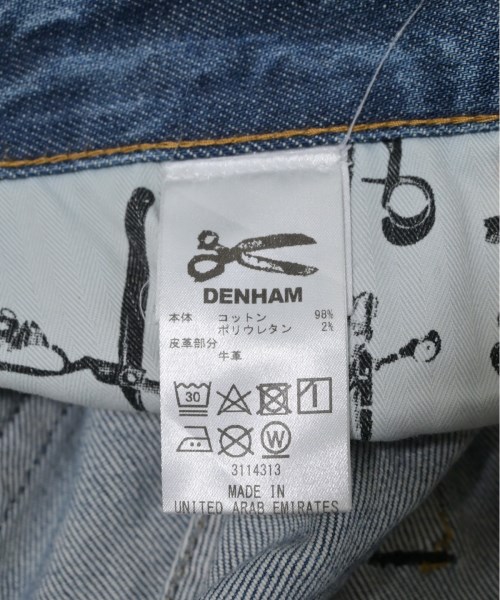 DENHAM
本体 コットン 98%
ポリウレタン 2%
皮革部分
牛革
30
W
3114313
MADE IN
UNITED ARAB EMIRATES